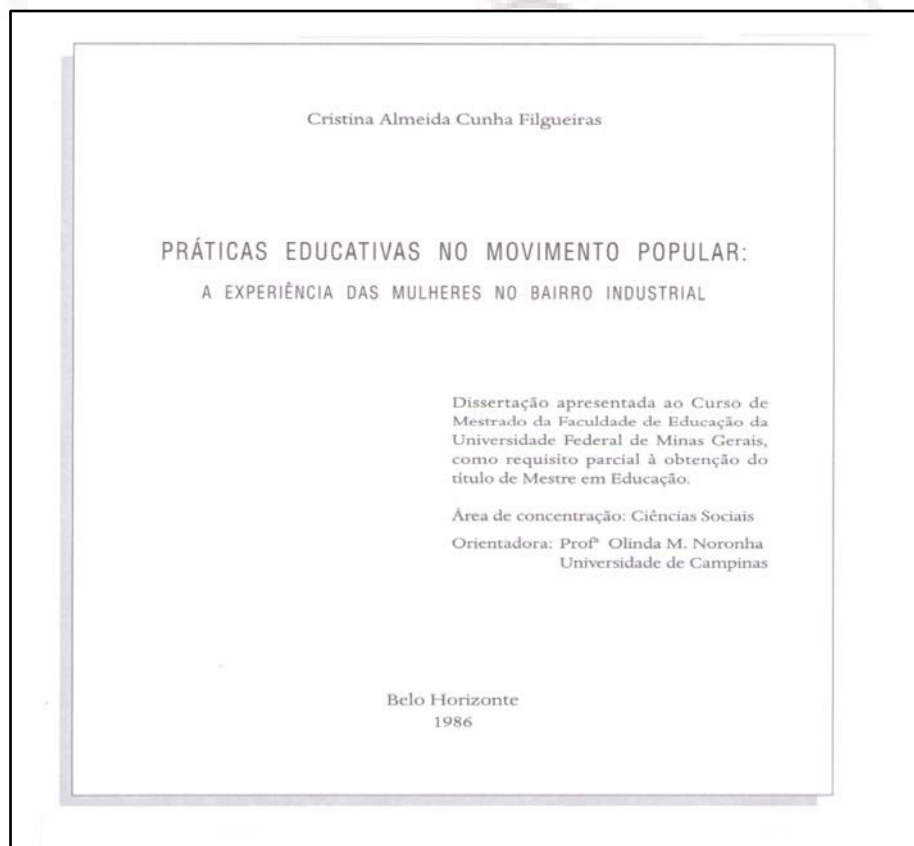 Cristina Almeida Cunha Filgueiras
PRÁTICAS EDUCATIVAS NO MOVIMENTO POPULAR:
A EXPERIÊNCIA DAS MULHERES NO BAIRRO INDUSTRIAL
Dissertação apresentada ao Curso de
Mestrado da Faculdade de Educação da
Universidade Federal de Minas Gerais,
como requisito parcial à obtenção do
título de Mestre em Educação.
Área de concentração: Ciências Sociais
Orientadora: Profª Olinda M. Noronha
Universidade de Campinas
Belo Horizonte
1986